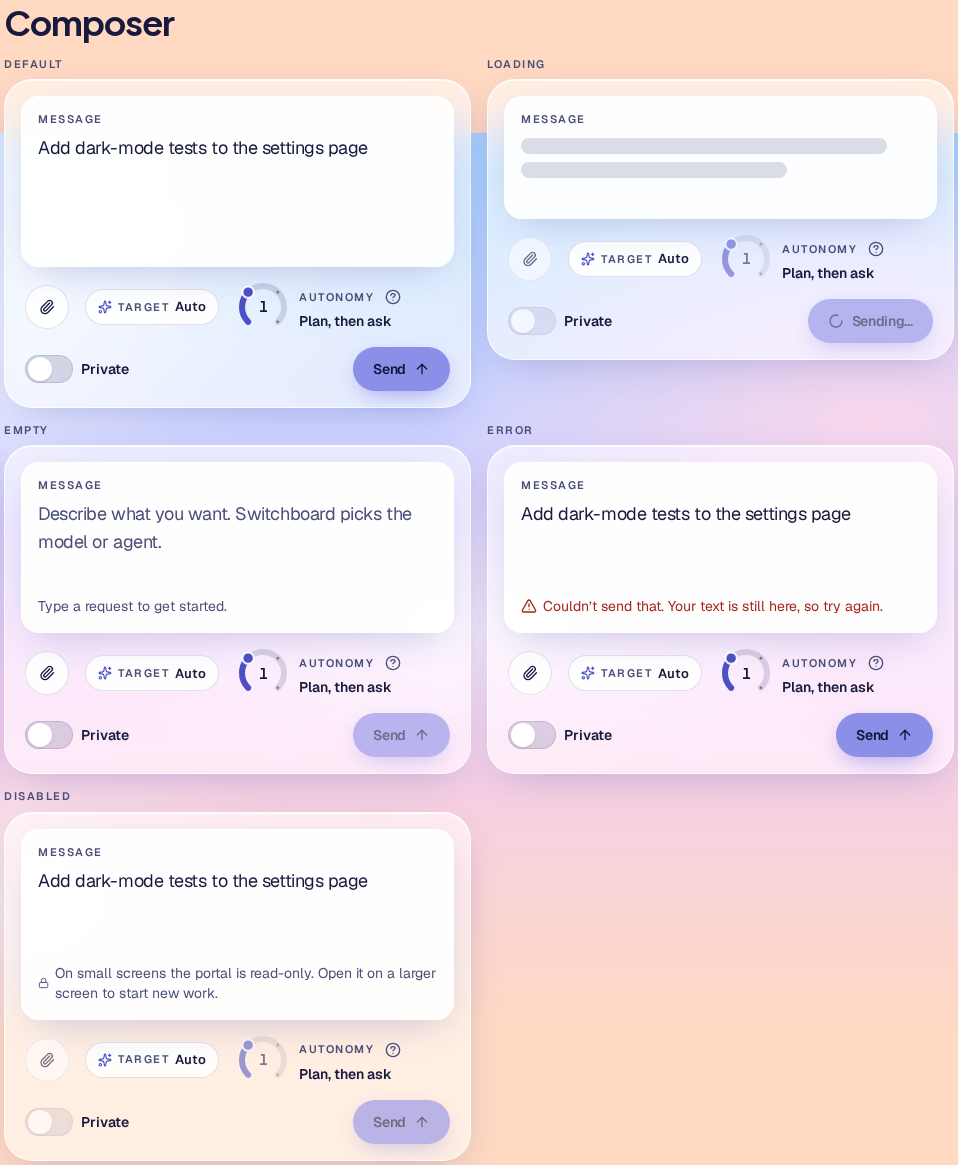 Composer
DEFAULT
MESSAGE
Add dark-mode tests to the settings page
TARGET Auto
1
AUTONOMY
Plan, then ask
Private
Send
LOADING
MESSAGE
TARGET Auto
1
AUTONOMY
Plan, then ask
Private
Sending…
EMPTY
MESSAGE
Describe what you want. Switchboard picks the
model or agent.
Type a request to get started.
TARGET Auto
1
AUTONOMY
Plan, then ask
Private
Send
ERROR
MESSAGE
Add dark-mode tests to the settings page
Couldn't send that. Your text is still here, so try again.
TARGET Auto
1
AUTONOMY
Plan, then ask
Private
Send
DISABLED
MESSAGE
Add dark-mode tests to the settings page
On small screens the portal is read-only. Open it on a larger
screen to start new work.
TARGET Auto
1
AUTONOMY
Plan, then ask
Private
Send